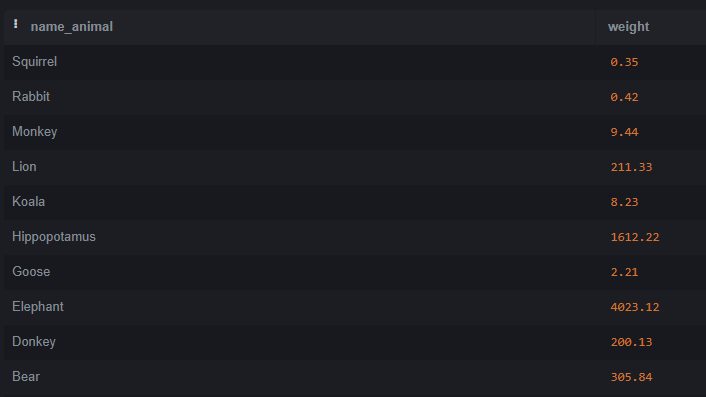 name_animal weight
Squirrel 0.35
Rabbit 0.42
Monkey 9.44
Lion 211.33
Koala 8.23
Hippopotamus 1612.22
Goose 2.21
Elephant 4023.12
Donkey 200.13
Bear 305.84